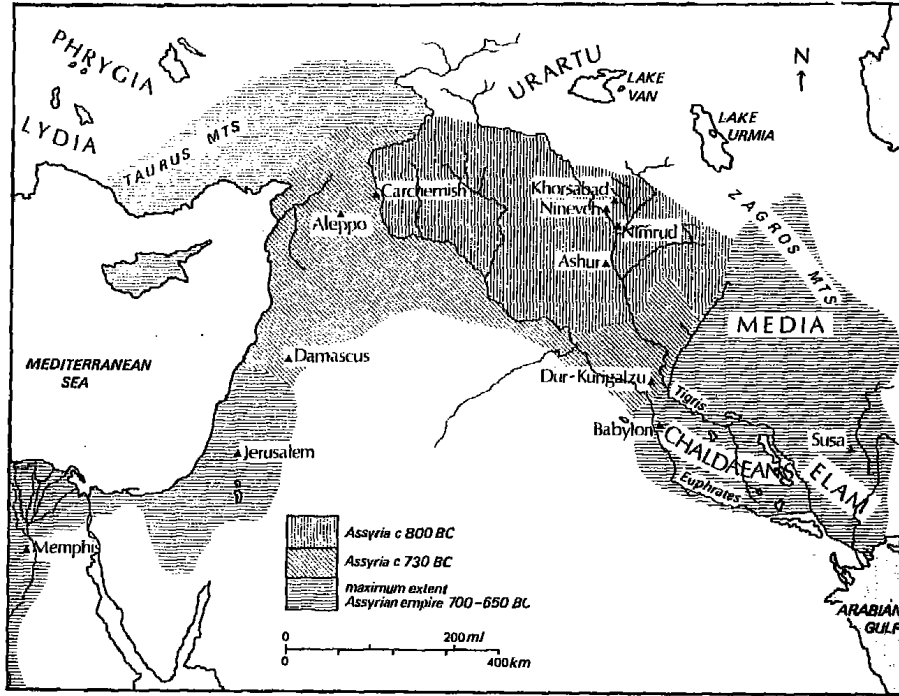 PHRYGIA
LYDIA
TAURUS MTS
URARTU
LAKE
VAN
N
LAKE
URMIA
ZAGROS MTS
Carchemish
Aleppo
Khorsabad
Nineveh
Nimrud
Ashur
MEDIA
MEDITERRANEAN
SEA
Damascus
Dur-Kurigalzu
Tigris
Babylon
CHALDAEANS
Susa
ELAM
Euphrates
Jerusalem
Memphi
Assyria c 800 BC
Assyria c 730 BC
maximum extent
Assyrian empire 700-650 BC
0 200 ml
0 400 km
ARABIAN
GULF